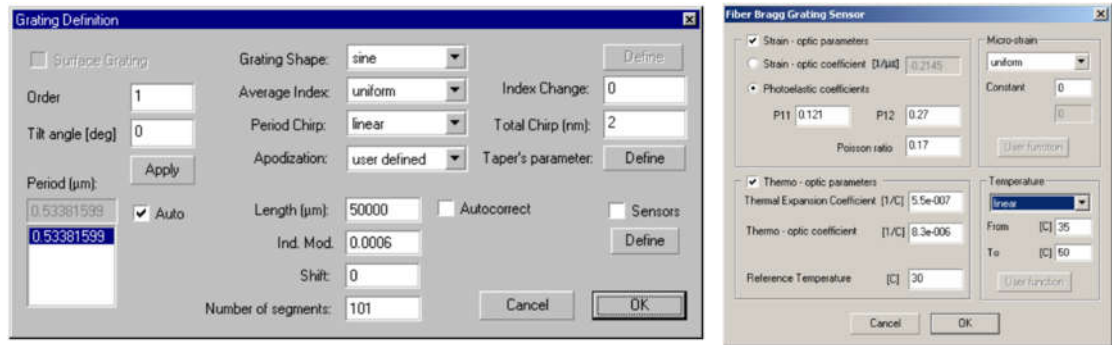 Grating Definition
Surface Grating
Order 1
Tilt angle [deg] 0
Apply
Period (µm):
0.53381599
Auto
0.53381599
Grating Shape: sine
Define
Average Index: uniform
Index Change: 0
Period Chirp: linear
Total Chirp (nm): 2
Apodization: user defined
Taper's parameter: Define
Length (µm): 50000
Autocorrect
Sensors
Ind. Mod. 0.0006
Define
Shift: 0
Number of segments: 101
Cancel
OK
Fiber Bragg Grating Sensor
Strain - optic parameters
Strain - optic coefficient [1/µε] -0.2145
Photoelastic coefficients
P11 0.121 P12 0.27
Poisson ratio 0.17
Micro-strain
uniform
Constant 0
0
User function
Thermo - optic parameters
Thermal Expansion Coefficient [1/C] 5.5e-007
Thermo - optic coefficient [1/C] 8.3e-006
Reference Temperature [C] 30
Temperature
linear
From [C] 35
To [C] 60
User function
Cancel
OK